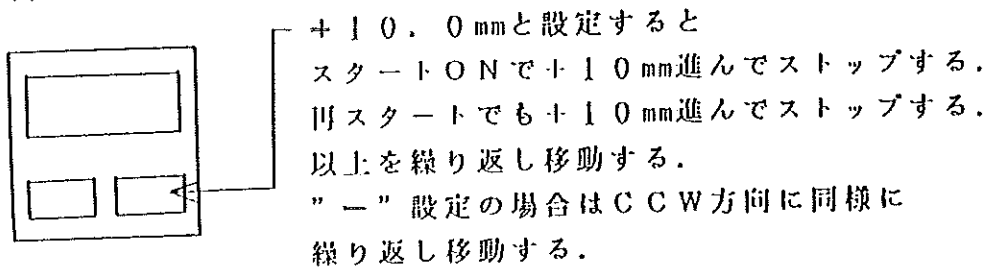 +10.0mmと設定すると
スタートONで+10mm進んでストップする.
再スタートでも+10mm進んでストップする.
以上を繰り返し移動する.
"-"設定の場合はCCW方向に同様に
繰り返し移動する.